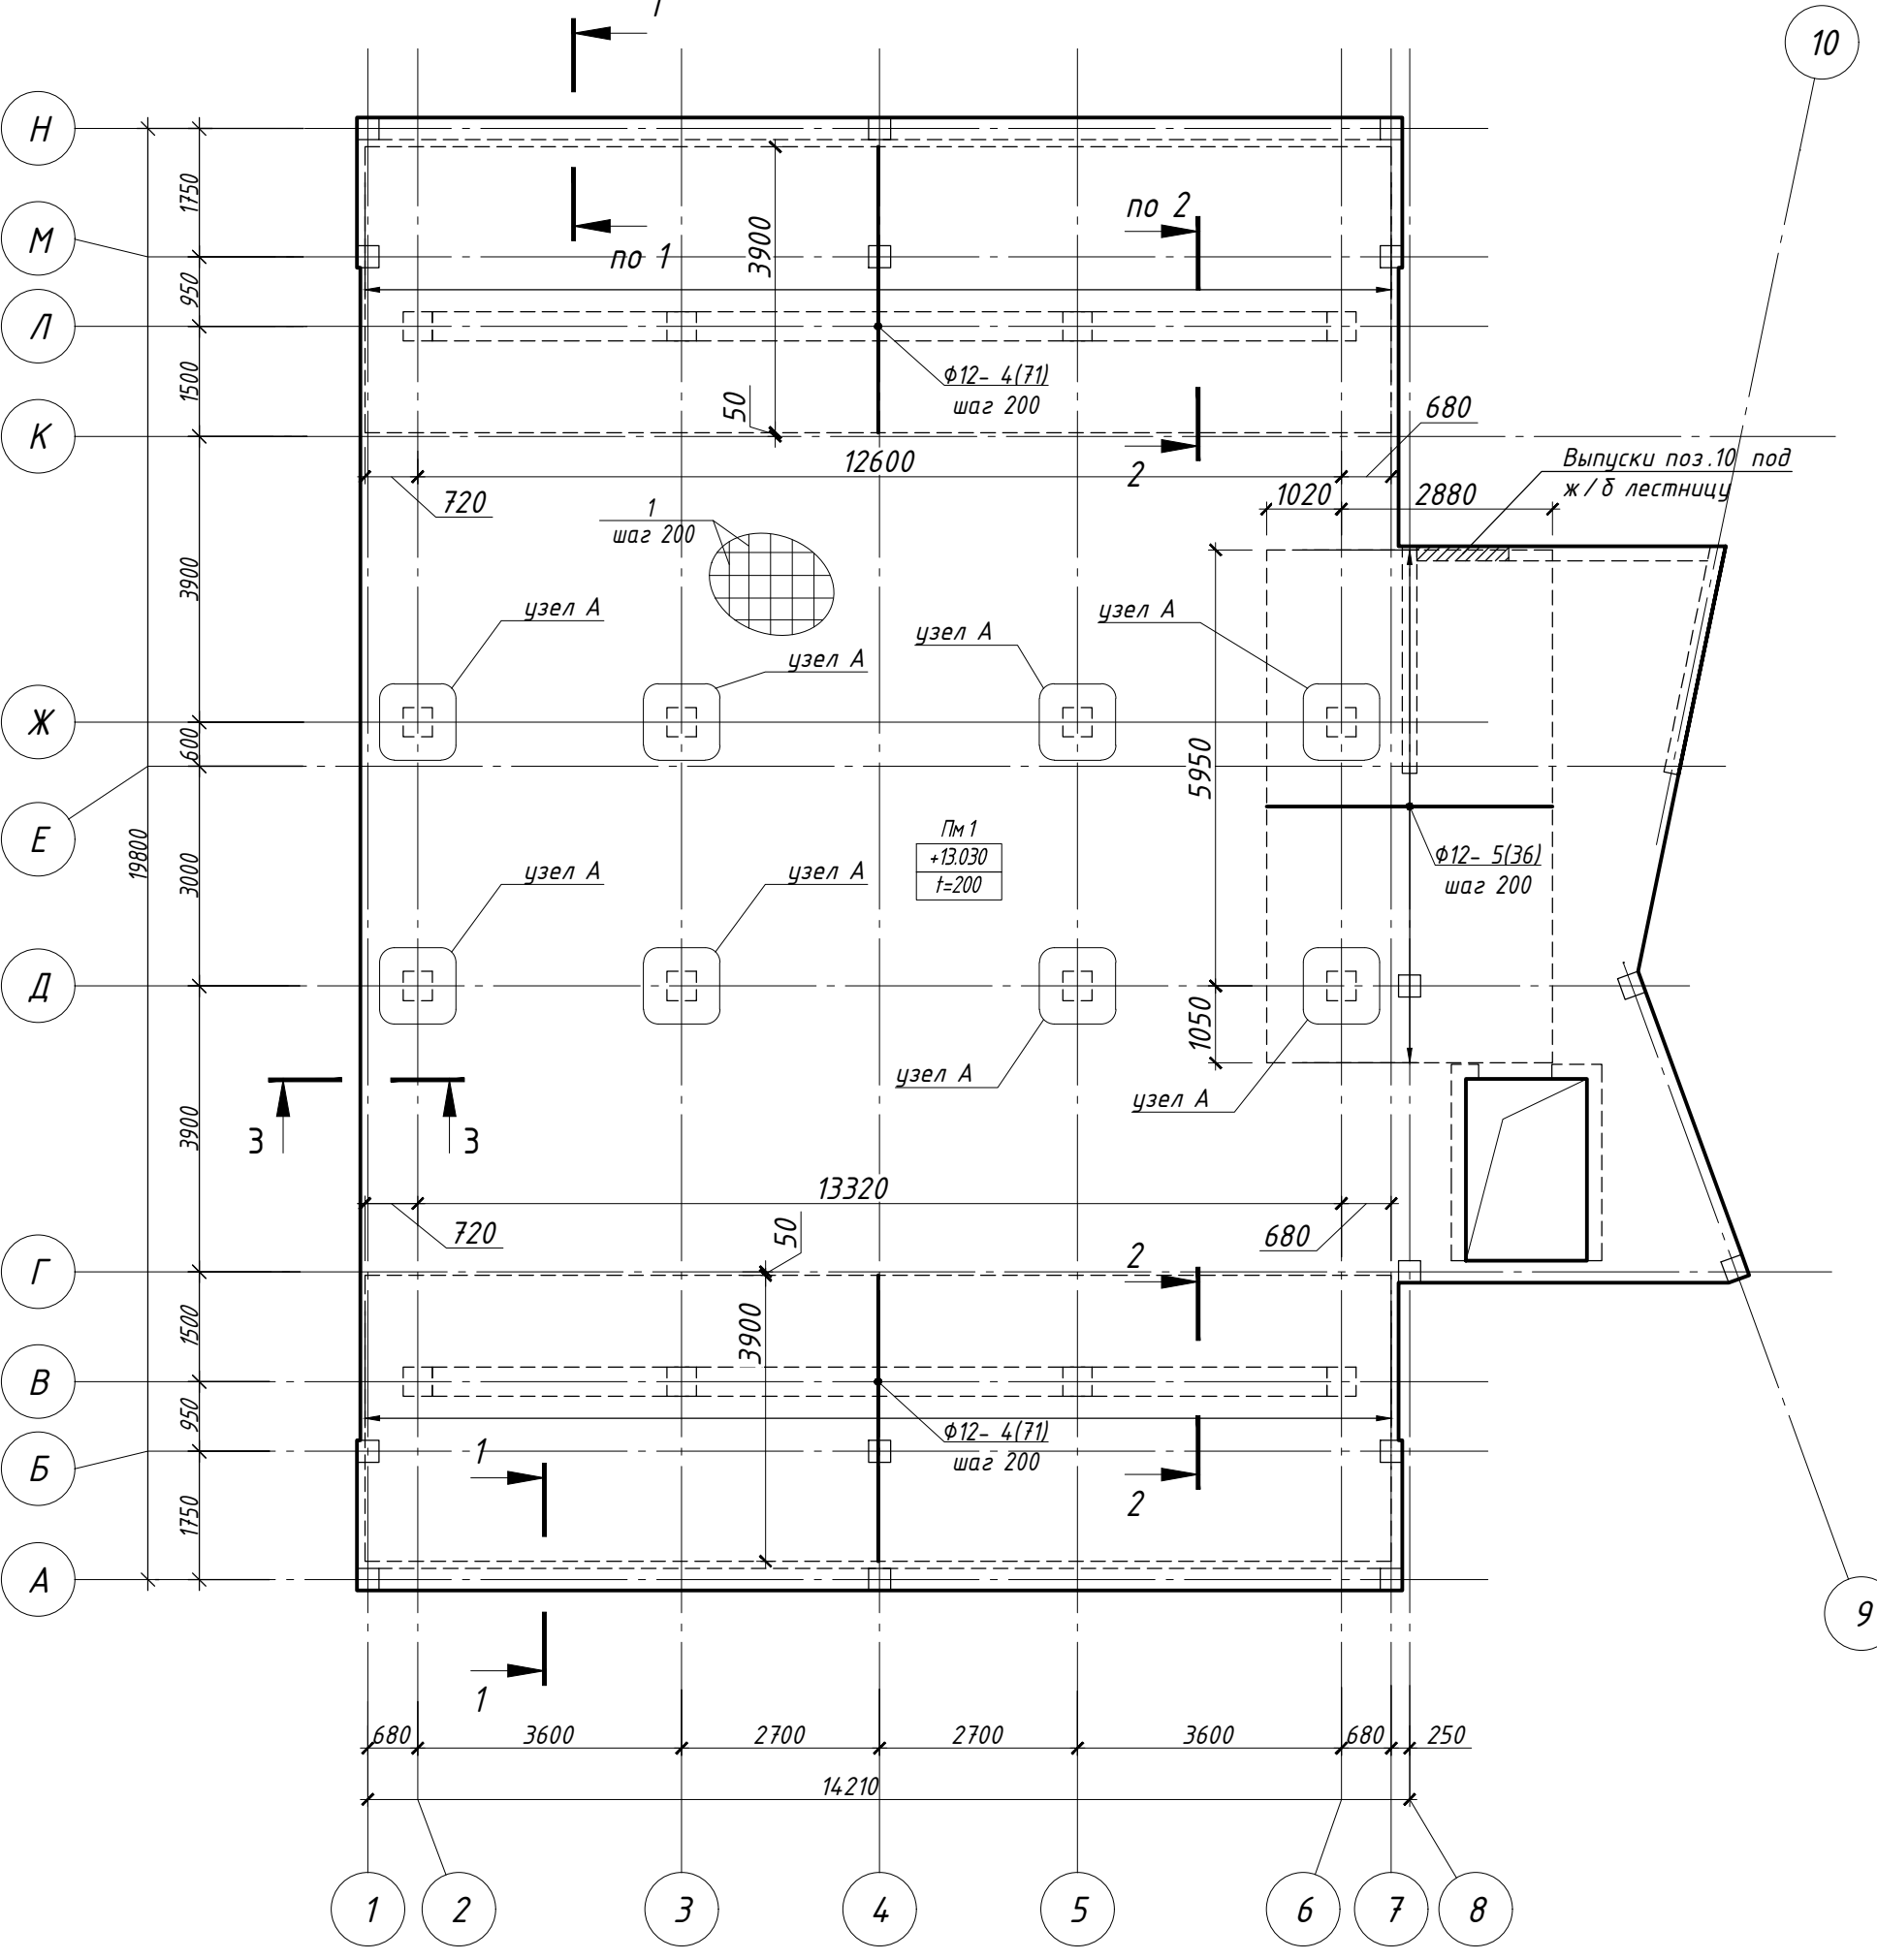 1
10
Н
1750
М
по 2
3900
по 1
950
Л
1500
Ф12- 4(71)
шаг 200
50
680
К
12600
2
Выпуски поз.10 под
ж/б лестницу
720
1020
2880
1
шаг 200
3900
узел А
узел А
узел А
узел А
Ж
600
5950
Е
19800
3000
Пм 1
+13.030
t=200
Ф12- 5(36)
шаг 200
узел А
узел А
Д
1050
узел А
узел А
3900
3
3
13320
720
50
680
2
Г
1500
3900
В
950
Ф12- 4(71)
шаг 200
1
Б
2
1750
А
9
1
680
3600
2700
2700
3600
680
250
14210
1
2
3
4
5
6
7
8